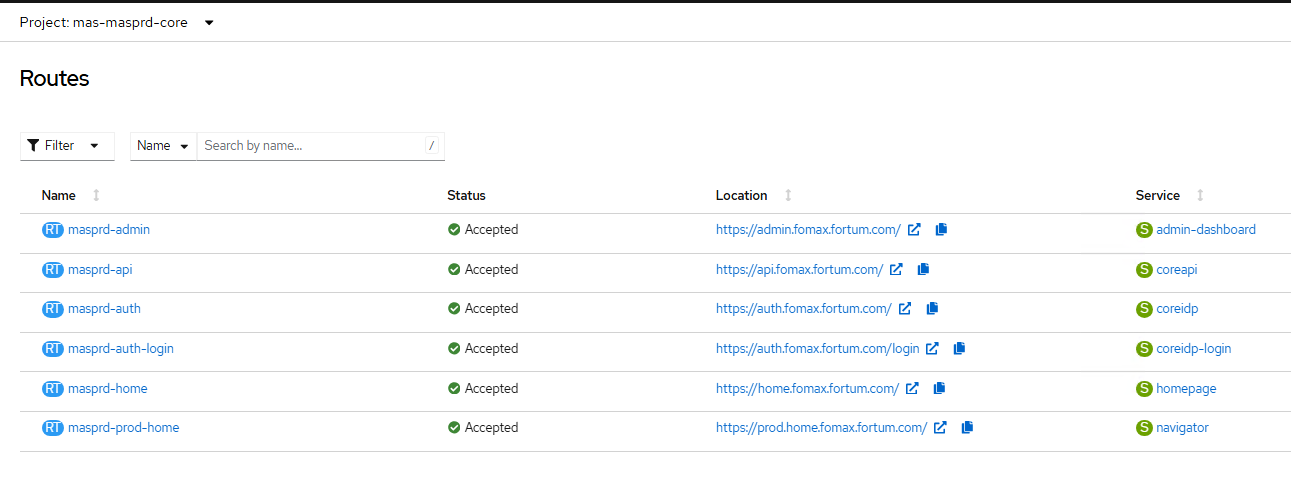 Project: mas-masprd-core
Routes
Filter Name Search by name... /
Name Status Location Service
RT masprd-admin Accepted https://admin.fomax.fortum.com/ S admin-dashboard
RT masprd-api Accepted https://api.fomax.fortum.com/ S coreapi
RT masprd-auth Accepted https://auth.fomax.fortum.com/ S coreidp
RT masprd-auth-login Accepted https://auth.fomax.fortum.com/login S coreidp-login
RT masprd-home Accepted https://home.fomax.fortum.com/ S homepage
RT masprd-prod-home Accepted https://prod.home.fomax.fortum.com/ S navigator